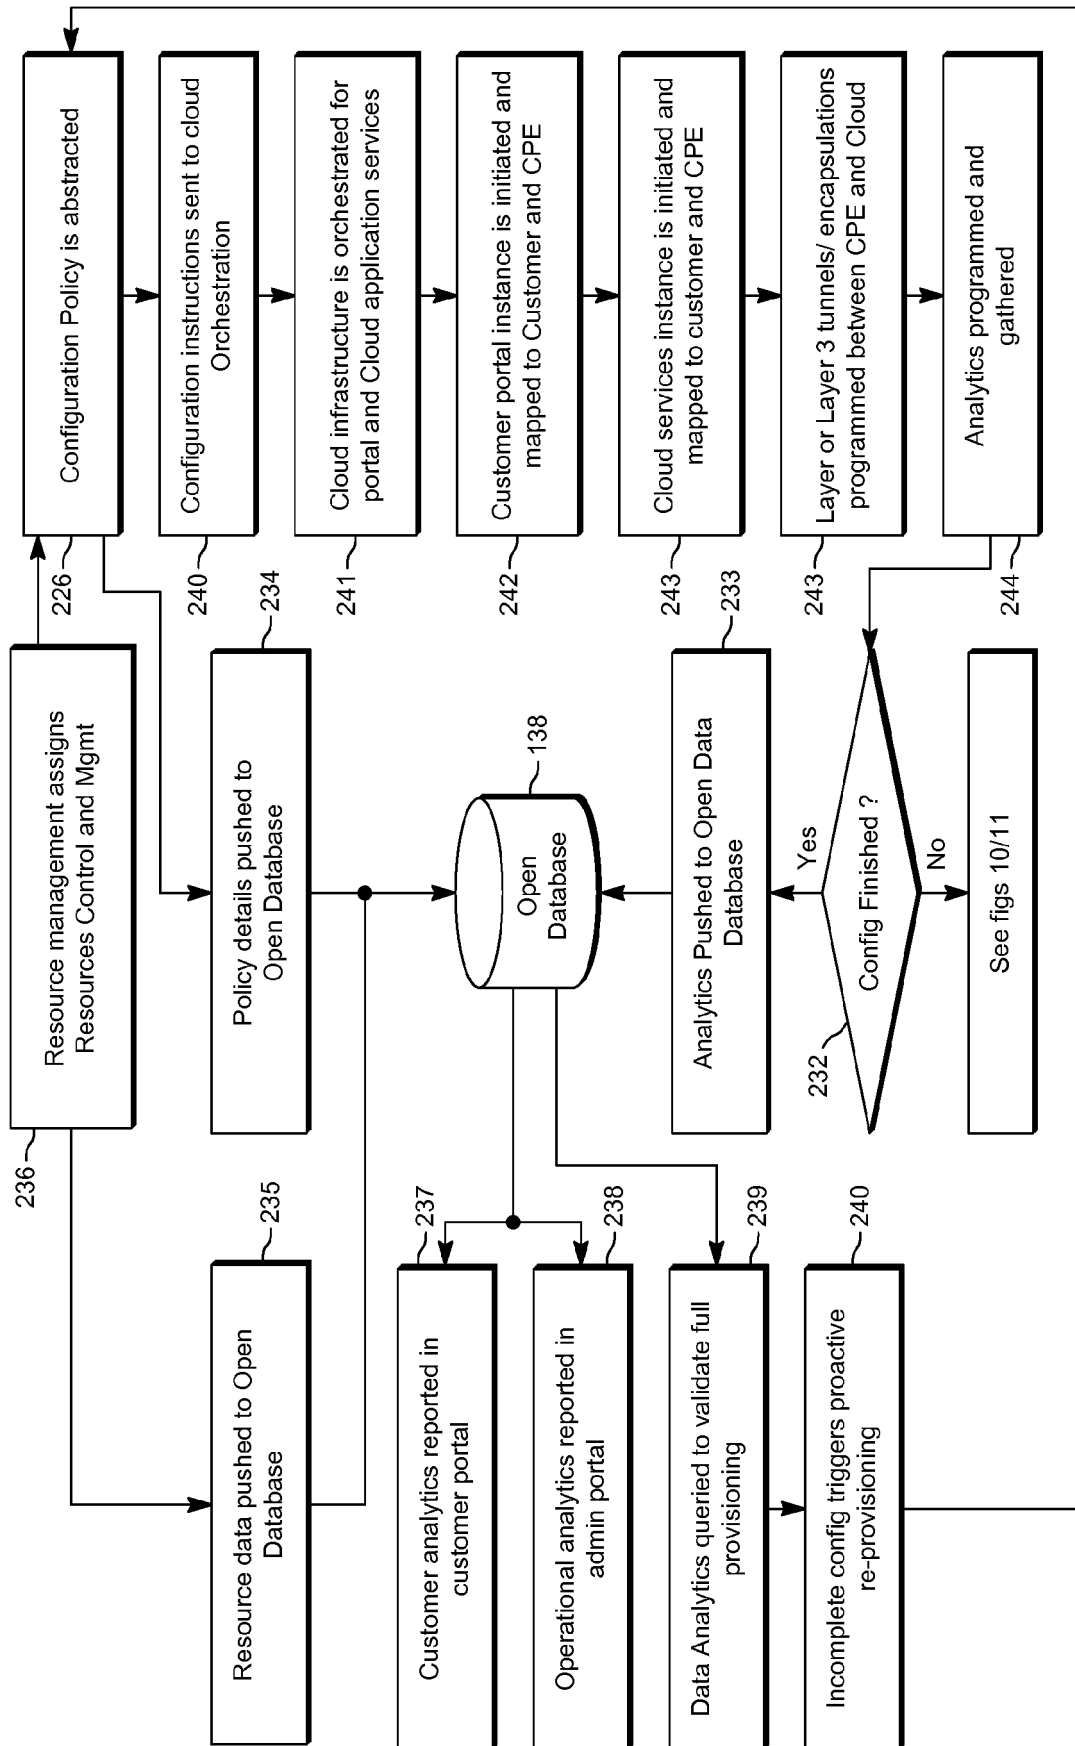 Resource management assigns
Resources Control and Mgmt
236
Resource data pushed to Open
Database
235
Policy details pushed to
Open Database
234
Configuration Policy is abstracted
226
Configuration instructions sent to cloud
Orchestration
240
Cloud infrastructure is orchestrated for
portal and Cloud application services
241
Customer portal instance is initiated and
mapped to Customer and CPE
242
Cloud services instance is initiated and
mapped to customer and CPE
243
Layer or Layer 3 tunnels/ encapsulations
programmed between CPE and Cloud
243
Analytics programmed and
gathered
244
Open
Database
138
Analytics Pushed to Open Data
Database
233
Yes
Config Finished ?
232
No
See figs 10/11
Customer analytics reported in
customer portal
237
Operational analytics reported in
admin portal
238
Data Analytics queried to validate full
provisioning
239
Incomplete config triggers proactive
re-provisioning
240